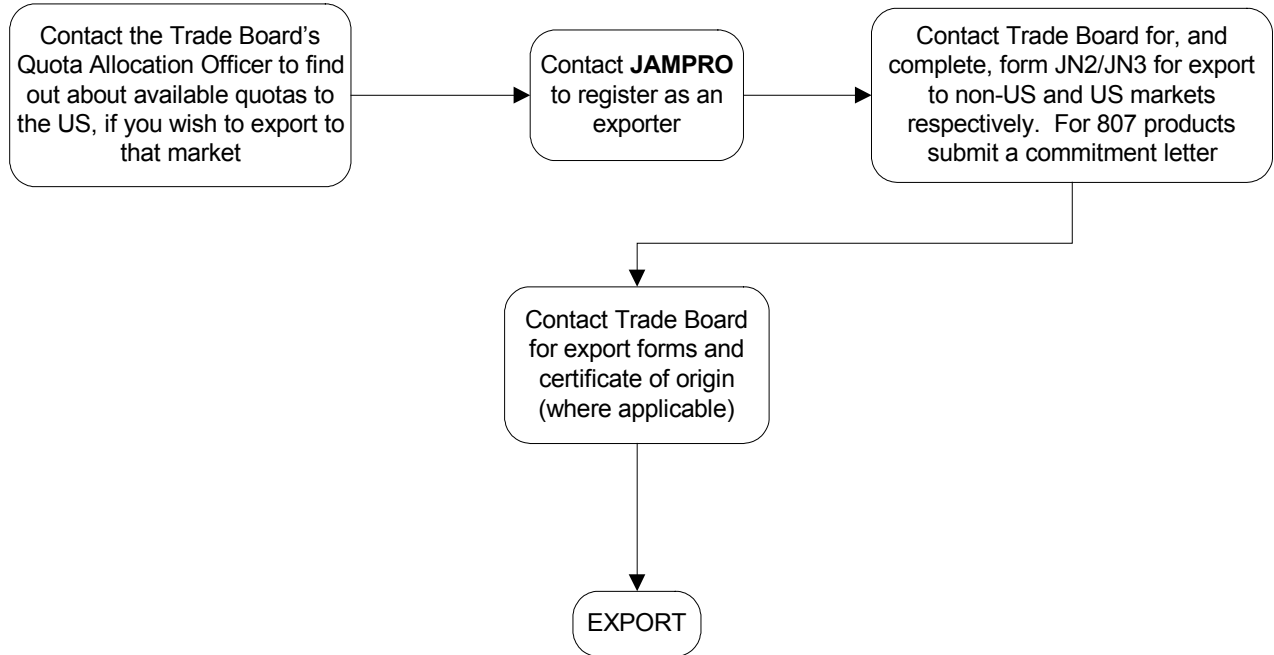 Contact the Trade Board's
Quota Allocation Officer to find
out about available quotas to
the US, if you wish to export to
that market
Contact JAMPRO
to register as an
exporter
Contact Trade Board for, and
complete, form JN2/JN3 for export
to non-US and US markets
respectively.  For 807 products
submit a commitment letter
Contact Trade Board
for export forms and
certificate of origin
(where applicable)
EXPORT